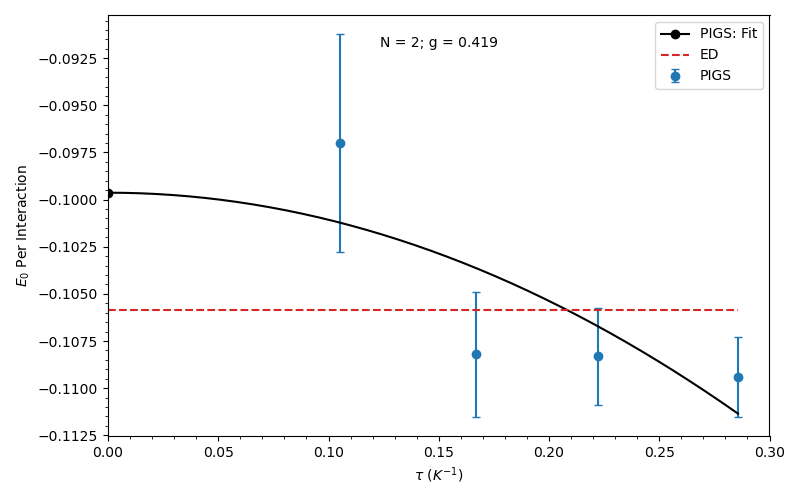 N = 2; g = 0.419
PIGS: Fit
ED
PIGS
E₀ Per Interaction
−0.0925
−0.0950
−0.0975
−0.1000
−0.1025
−0.1050
−0.1075
−0.1100
−0.1125
0.00 0.05 0.10 0.15 0.20 0.25 0.30
τ (K⁻¹)